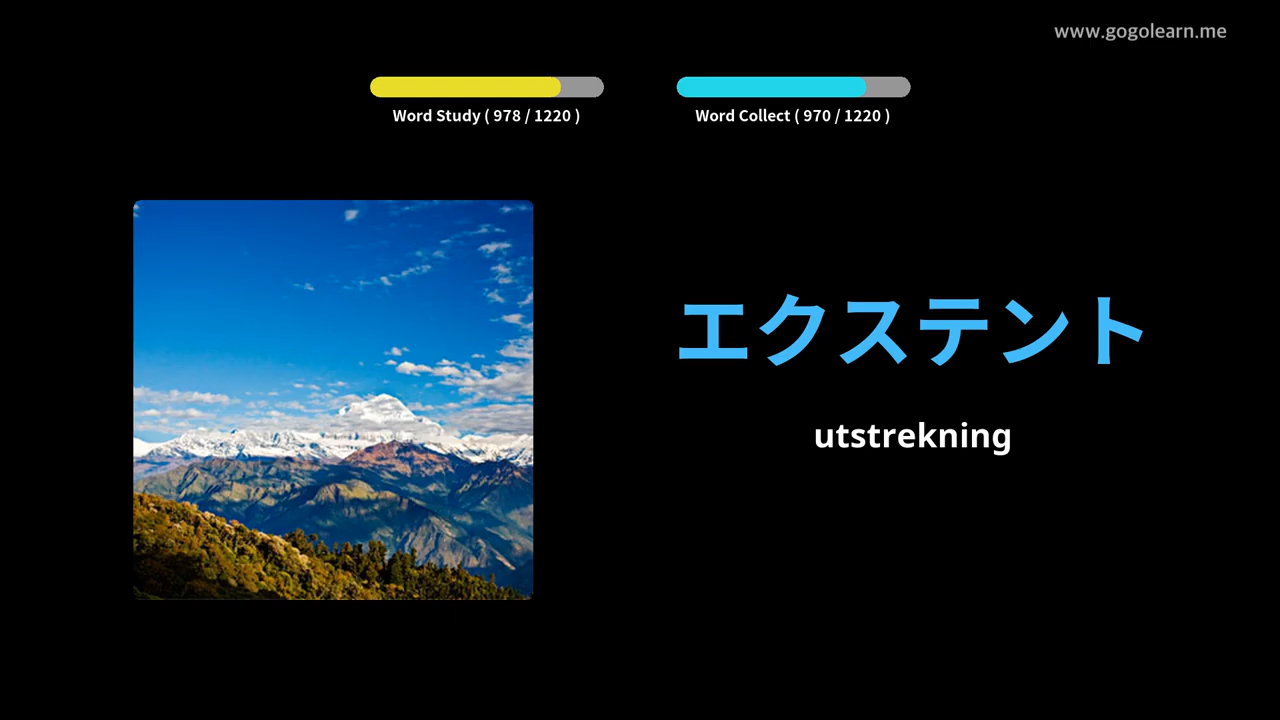 www.gogolearn.me
Word Study ( 978 / 1220 )
Word Collect ( 970 / 1220 )
エクステント
utstrekning